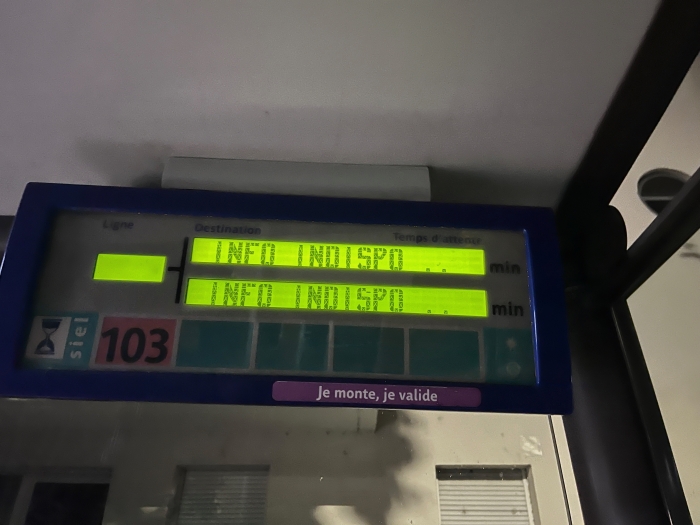 Ligne Destination Temps d'attente
INFO INDISPO .. min
INFO INDISPO .. min
siel 103
Je monte, je valide